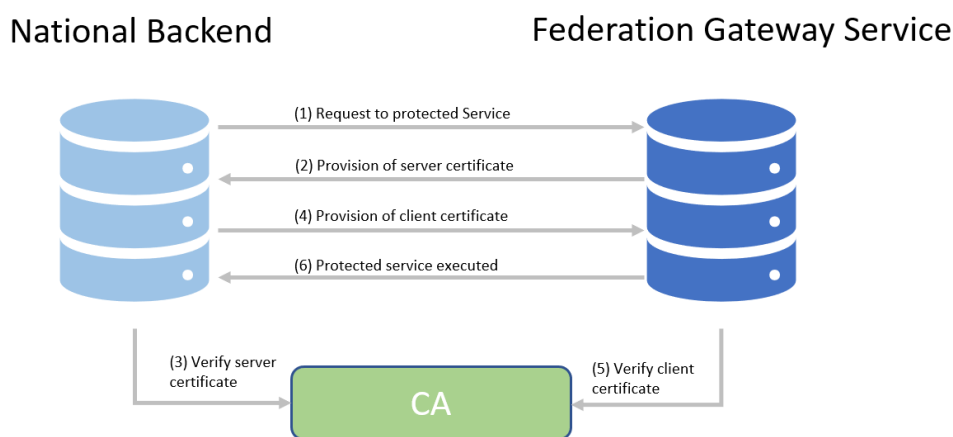 National Backend
Federation Gateway Service
(1) Request to protected Service
(2) Provision of server certificate
(4) Provision of client certificate
(6) Protected service executed
(3) Verify server
certificate
(5) Verify client
certificate
CA